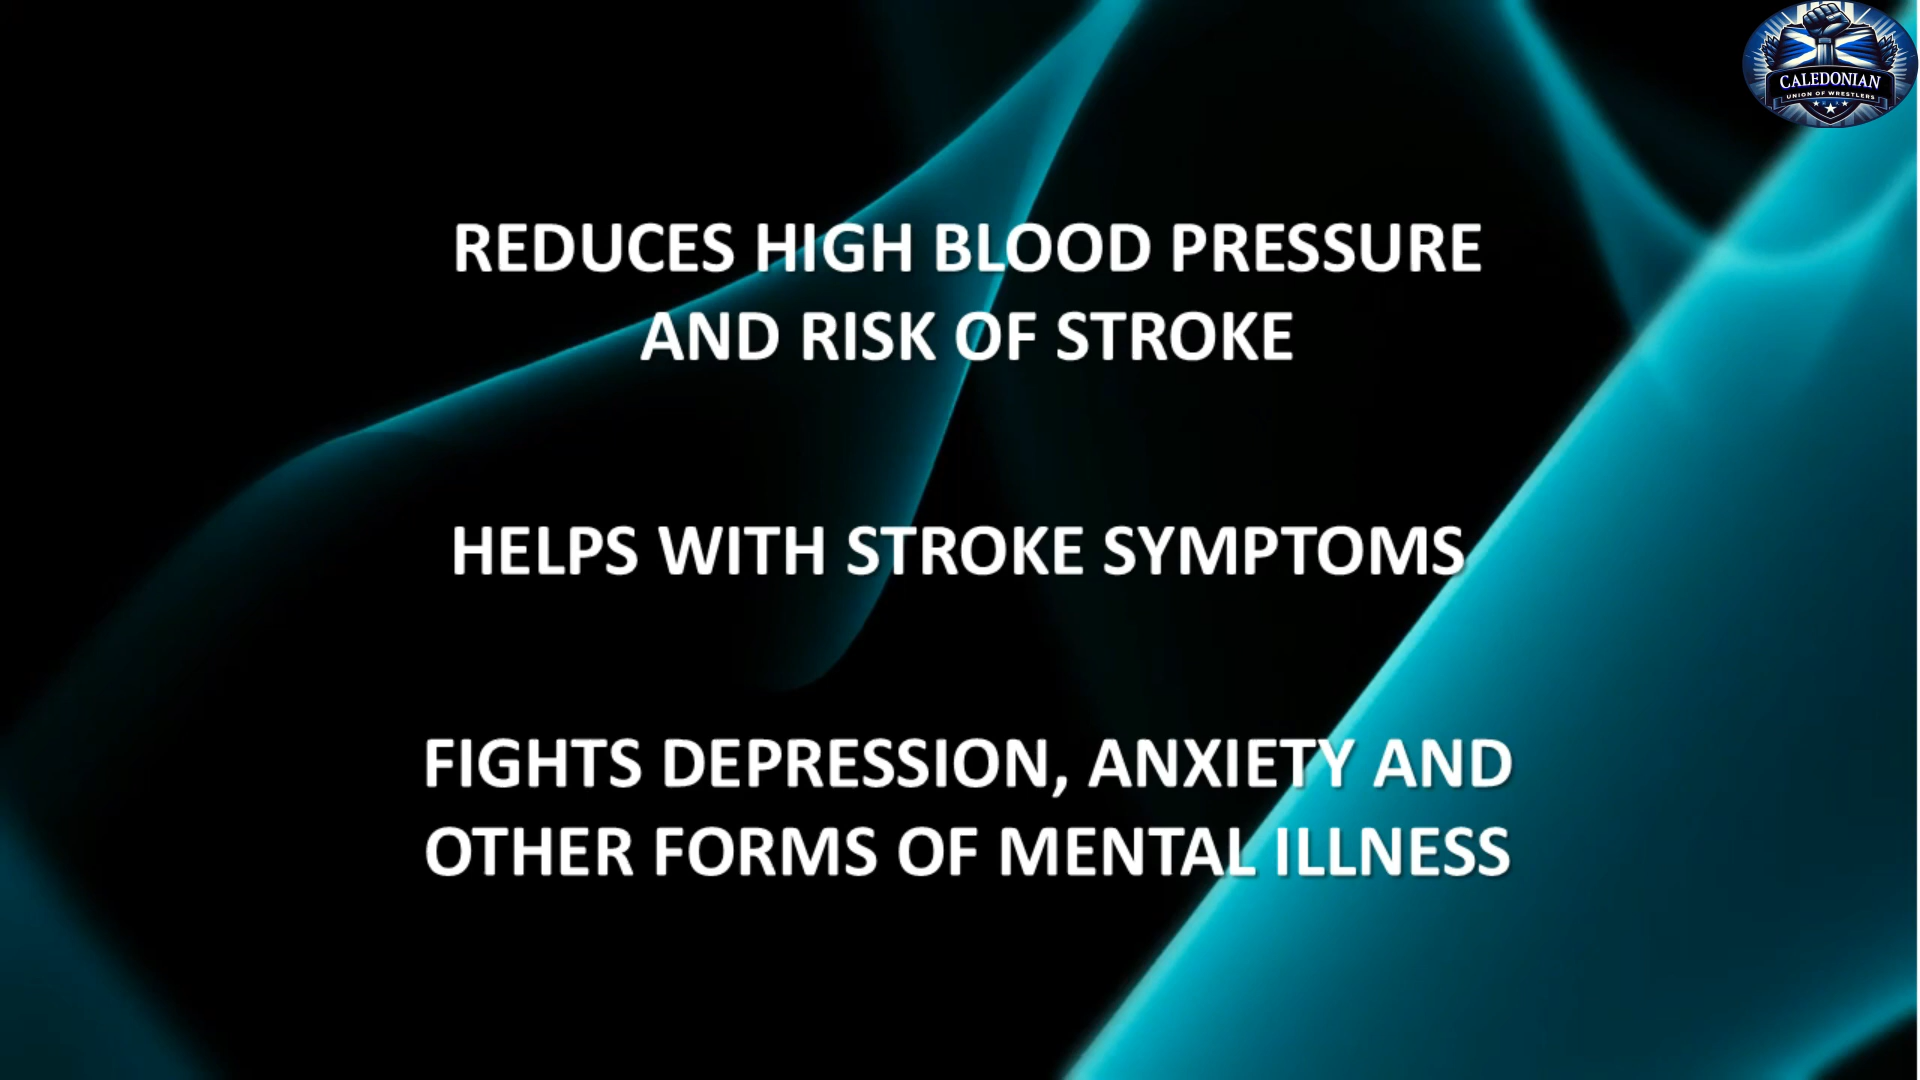 CALEDONIAN
UNION OF WRESTLERS
REDUCES HIGH BLOOD PRESSURE
AND RISK OF STROKE
HELPS WITH STROKE SYMPTOMS
FIGHTS DEPRESSION, ANXIETY AND
OTHER FORMS OF MENTAL ILLNESS